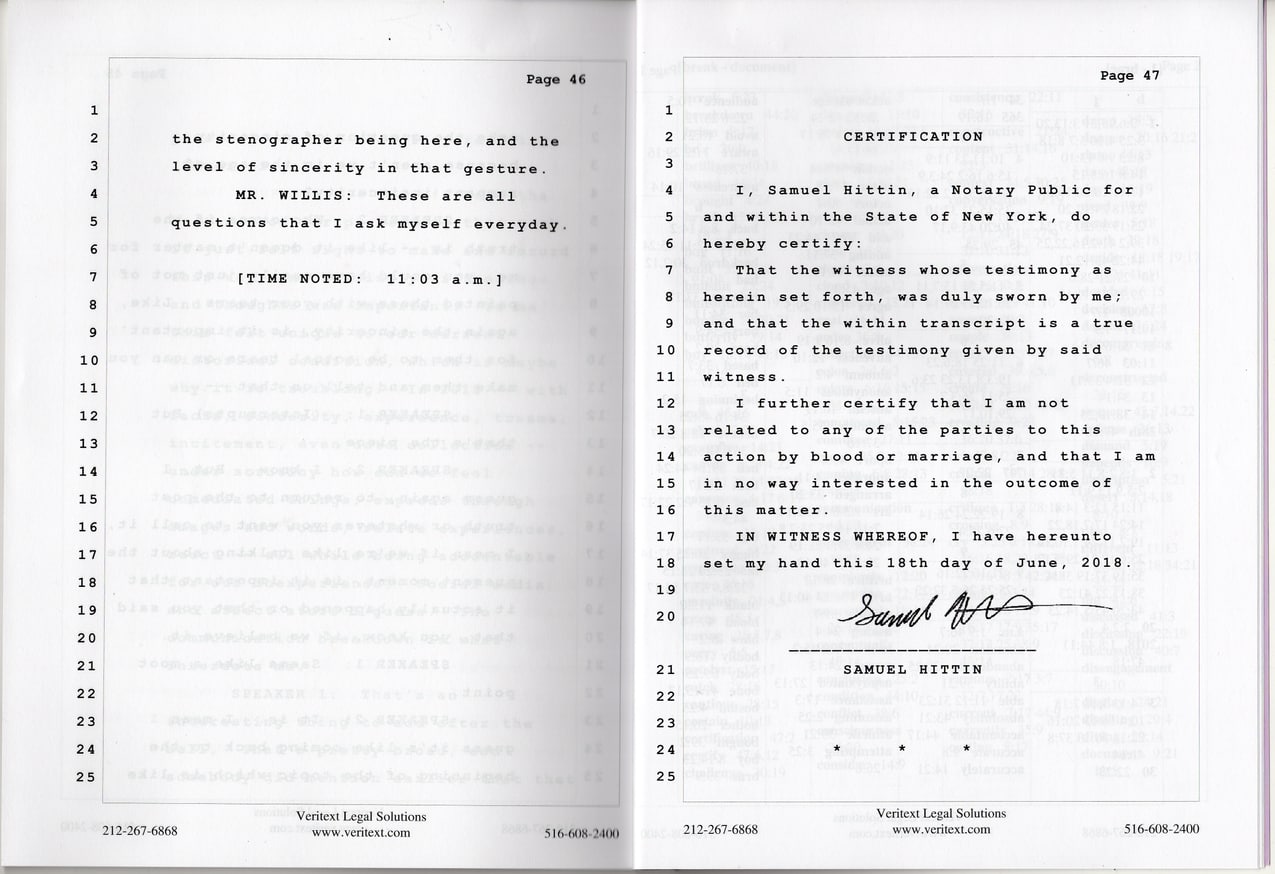 Page 46
1
2 the stenographer being here, and the
3 level of sincerity in that gesture.
4 MR. WILLIS: These are all
5 questions that I ask myself everyday.
6
7 [TIME NOTED: 11:03 a.m.]
8
9
10
11
12
13
14
15
16
17
18
19
20
21
22
23
24
25
Veritext Legal Solutions
212-267-6868 www.veritext.com 516-608-2400
Page 47
1
2 CERTIFICATION
3
4 I, Samuel Hittin, a Notary Public for
5 and within the State of New York, do
6 hereby certify:
7 That the witness whose testimony as
8 herein set forth, was duly sworn by me;
9 and that the within transcript is a true
10 record of the testimony given by said
11 witness.
12 I further certify that I am not
13 related to any of the parties to this
14 action by blood or marriage, and that I am
15 in no way interested in the outcome of
16 this matter.
17 IN WITNESS WHEREOF, I have hereunto
18 set my hand this 18th day of June, 2018.
19
20 Samuel
21 SAMUEL HITTIN
22
23
24 * * *
25
Veritext Legal Solutions
212-267-6868 www.veritext.com 516-608-2400